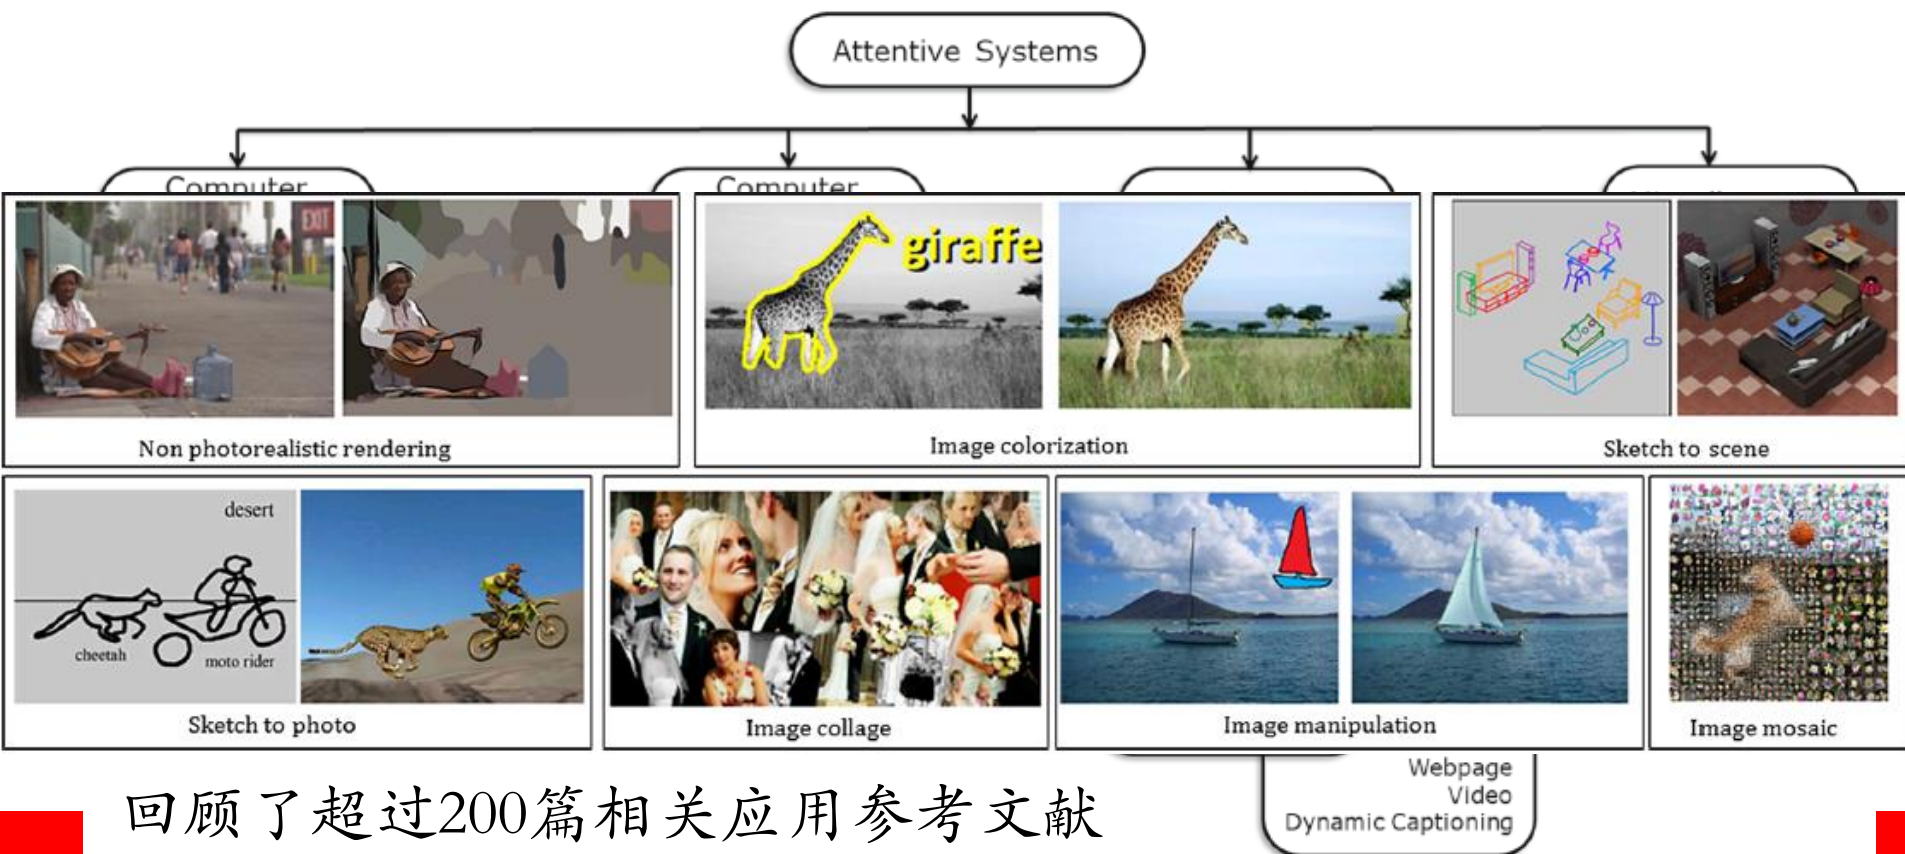 Attentive Systems
Computer
Computer
EXIT
giraffe
Non photorealistic rendering
Image colorization
Sketch to scene
desert
cheetah
moto rider
Sketch to photo
Image collage
Image manipulation
Image mosaic
Webpage
Video
Dynamic Captioning
回顾了超过200篇相关应用参考文献